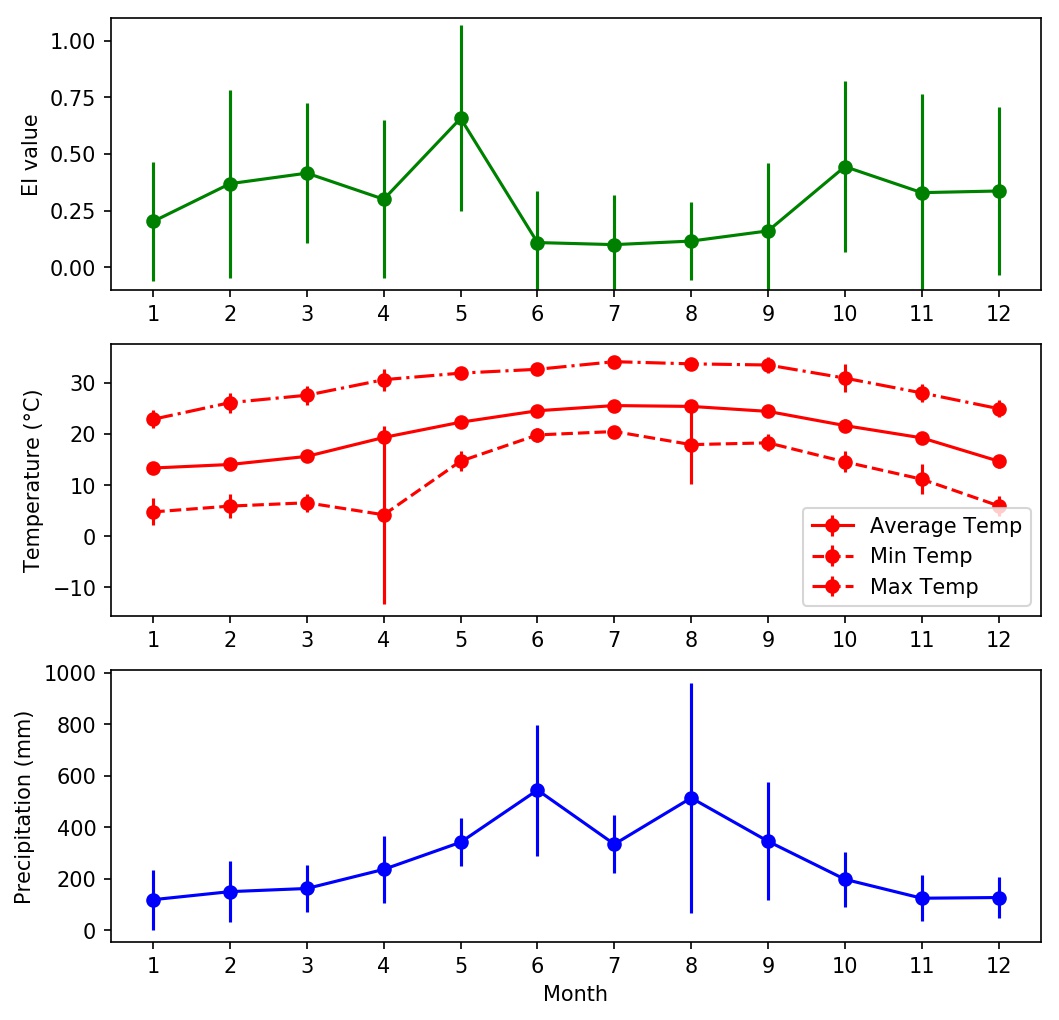 EI value
1.00
0.75
0.50
0.25
0.00
1 2 3 4 5 6 7 8 9 10 11 12
Temperature (°C)
30
20
10
0
−10
Average Temp
Min Temp
Max Temp
1 2 3 4 5 6 7 8 9 10 11 12
Precipitation (mm)
1000
800
600
400
200
0
1 2 3 4 5 6 7 8 9 10 11 12
Month